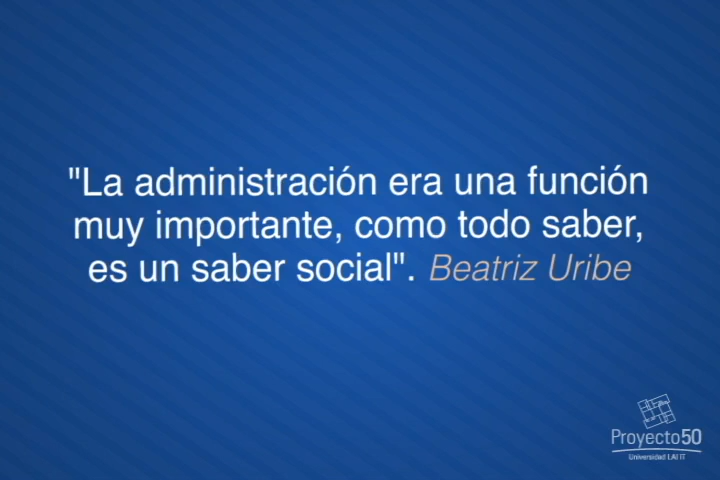 "La administración era una función
muy importante, como todo saber,
es un saber social". Beatriz Uribe
Proyecto50
Universidad LAI IT